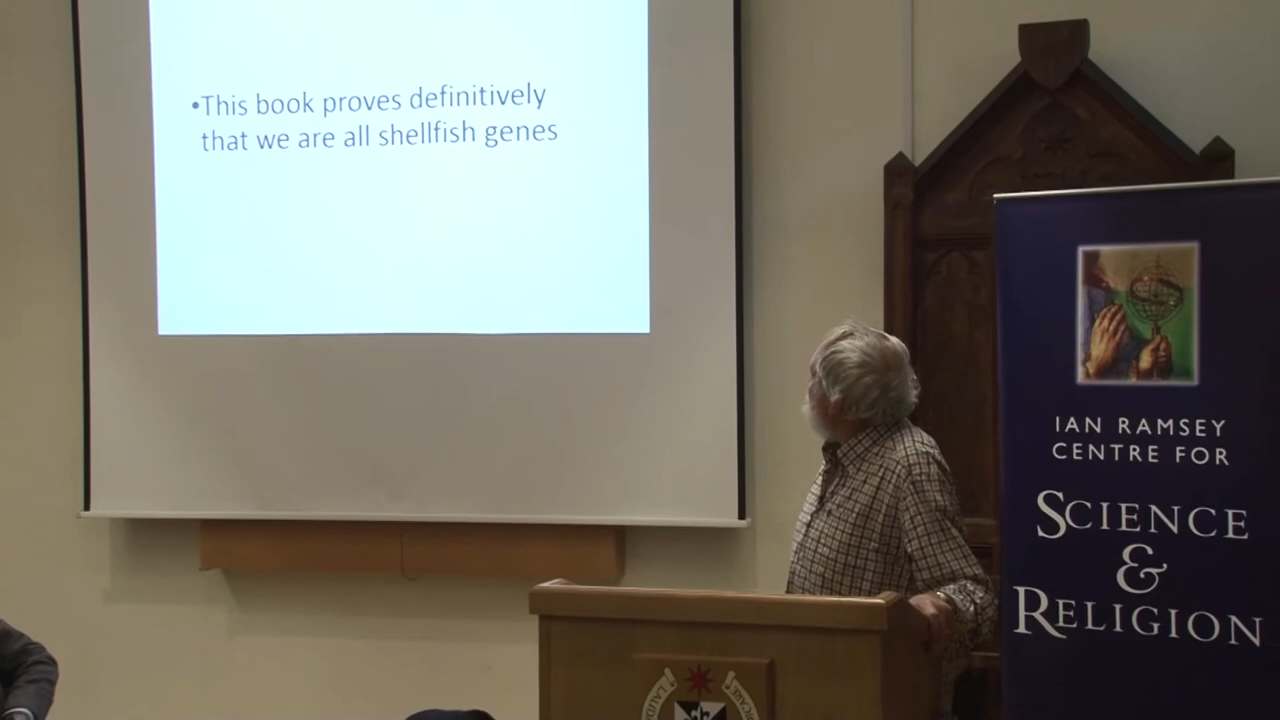 •This book proves definitively
that we are all shellfish genes
IAN RAMSEY
CENTRE FOR
SCIENCE
&
RELIGION